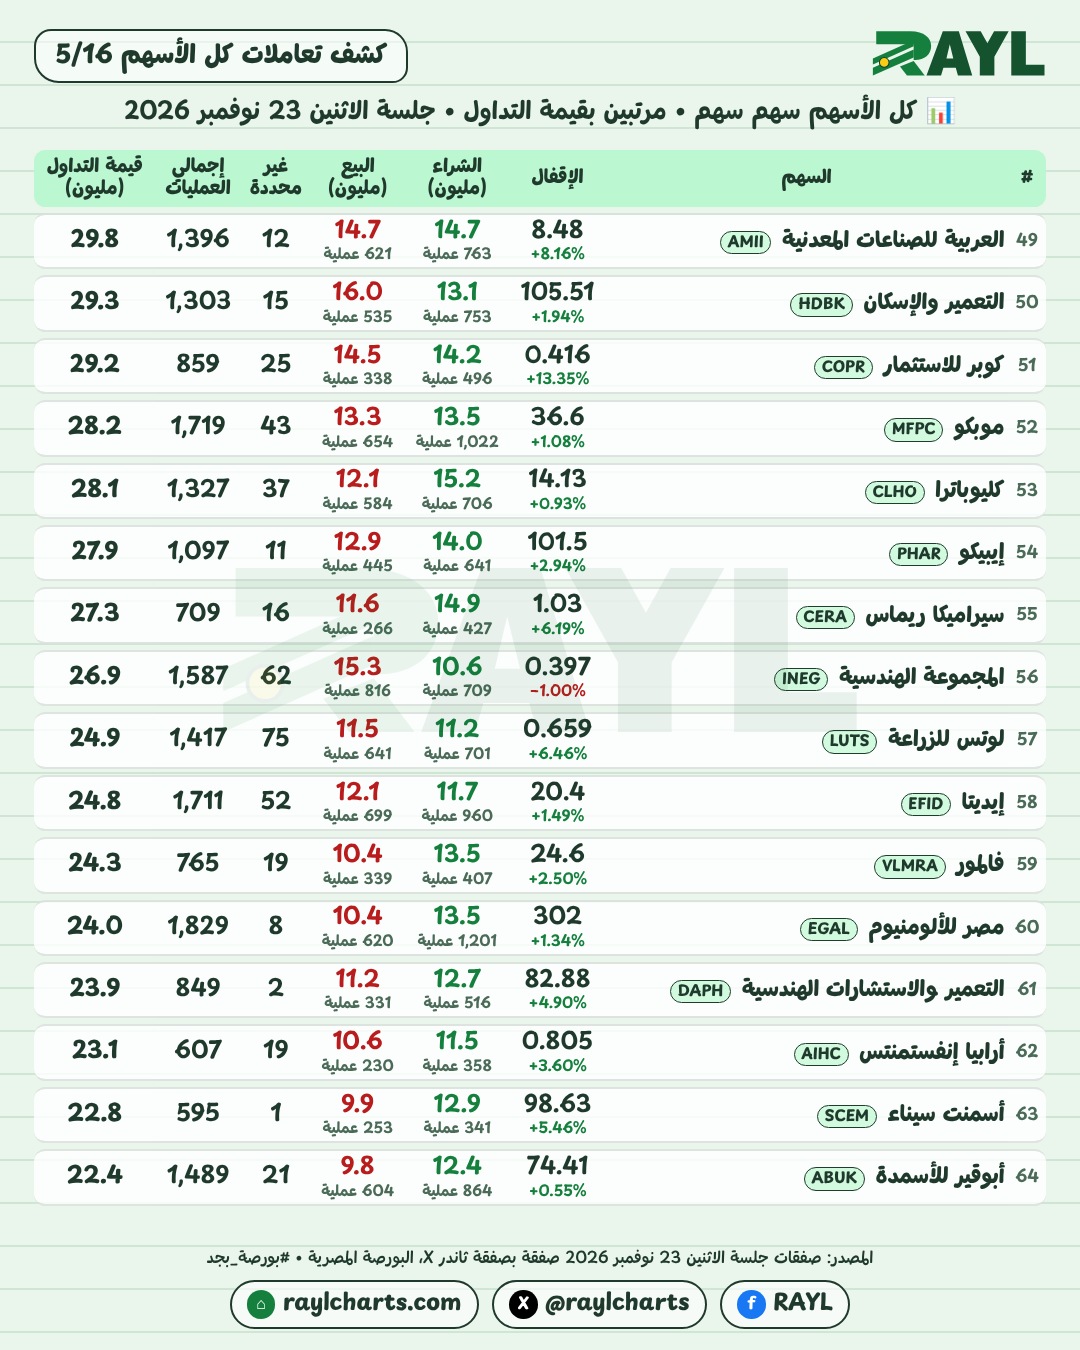 RAYL
كشف تعاملات كل الأسهم 5/16
📊 كل الأسهم سهم سهم • مرتبين بقيمة التداول • جلسة الاثنين 23 نوفمبر 2026
# السهم الإقفال الشراء (مليون) البيع (مليون) غير محددة إجمالي العمليات قيمة التداول (مليون)
49 العربية للصناعات المعدنية AMII 8.48 14.7 14.7 12 1,396 29.8
+8.16% 763 عملية 621 عملية
50 التعمير والإسكان HDBK 105.51 13.1 16.0 15 1,303 29.3
+1.94% 753 عملية 535 عملية
51 كوبر للاستثمار COPR 0.416 14.2 14.5 25 859 29.2
+13.35% 496 عملية 338 عملية
52 موبكو MFPC 36.6 13.5 13.3 43 1,719 28.2
+1.08% 1,022 عملية 654 عملية
53 كليوباترا CLHO 14.13 15.2 12.1 37 1,327 28.1
+0.93% 706 عملية 584 عملية
54 إيبيكو PHAR 101.5 14.0 12.9 11 1,097 27.9
+2.94% 641 عملية 445 عملية
55 سيراميكا ريماس CERA 1.03 14.9 11.6 16 709 27.3
+6.19% 427 عملية 266 عملية
56 المجموعة الهندسية INEG 0.397 10.6 15.3 62 1,587 26.9
-1.00% 709 عملية 816 عملية
57 لوتس للزراعة LUTS 0.659 11.2 11.5 75 1,417 24.9
+6.46% 701 عملية 641 عملية
58 إيديتا EFID 20.4 11.7 12.1 52 1,711 24.8
+1.49% 960 عملية 699 عملية
59 فالمور VLMRA 24.6 13.5 10.4 19 765 24.3
+2.50% 407 عملية 339 عملية
60 مصر للألومنيوم EGAL 302 13.5 10.4 8 1,829 24.0
+1.34% 1,201 عملية 620 عملية
61 التعمير والاستشارات الهندسية DAPH 82.88 12.7 11.2 2 849 23.9
+4.90% 516 عملية 331 عملية
62 أرابيا إنفستمنتس AIHC 0.805 11.5 10.6 19 607 23.1
+3.60% 358 عملية 230 عملية
63 أسمنت سيناء SCEM 98.63 12.9 9.9 1 595 22.8
+5.46% 341 عملية 253 عملية
64 أبوقير للأسمدة ABUK 74.41 12.4 9.8 21 1,489 22.4
+0.55% 864 عملية 604 عملية
المصدر: صفقات جلسة الاثنين 23 نوفمبر 2026 صفقة بصفقة ثاندر X، البورصة المصرية • #بورصة_بجد
raylcharts.com @raylcharts RAYL